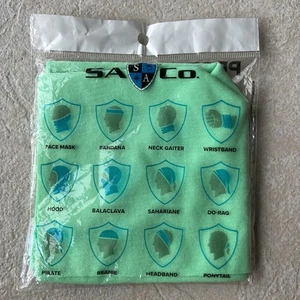 SA Co.
S A
FACE MASK BANDANA NECK GAITER WRISTBAND
HOOD BALACLAVA SAHARIANE DO-RAG
PIRATE BEANIE HEADBAND PONYTAIL